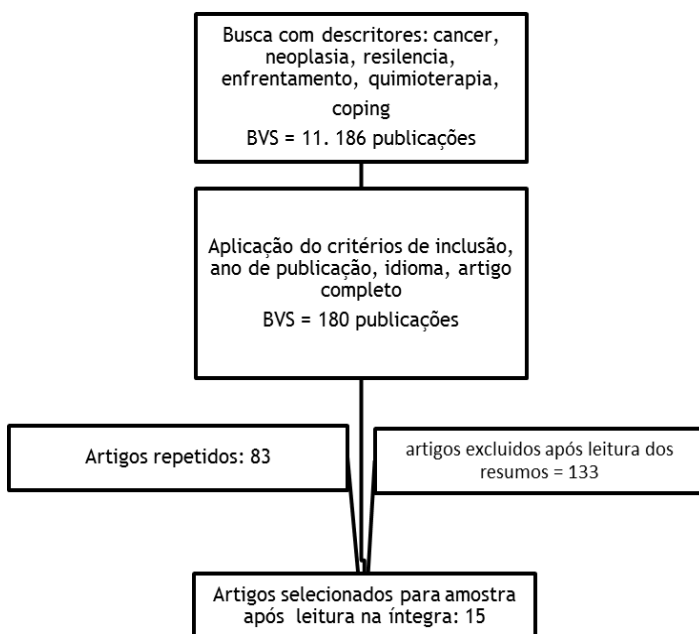 Busca com descritores: cancer,
neoplasia, resilencia,
enfrentamento, quimioterapia,
coping
BVS = 11. 186 publicações
Aplicação do critérios de inclusão,
ano de publicação, idioma, artigo
completo
BVS = 180 publicações
Artigos repetidos: 83
artigos excluidos após leitura dos
resumos = 133
Artigos selecionados para amostra
após leitura na íntegra: 15